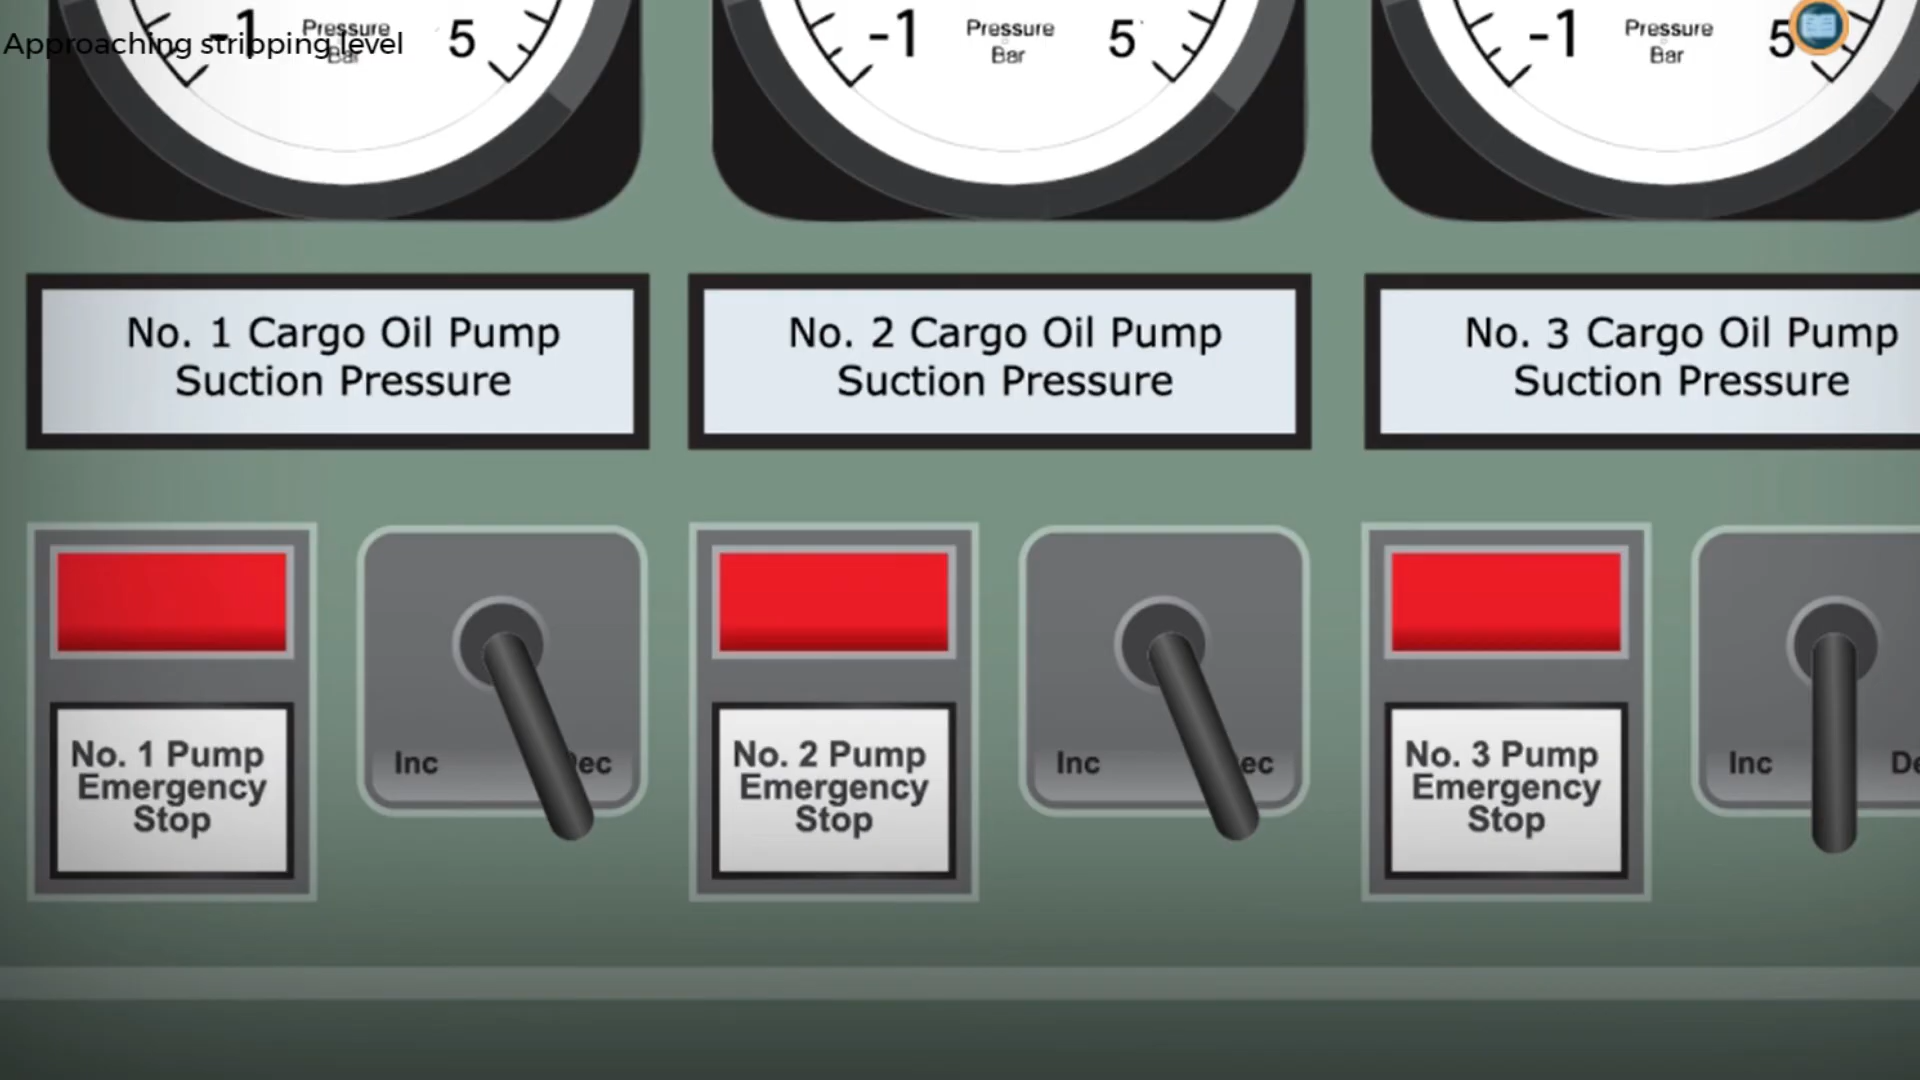 Approaching stripping level
-1 Pressure 5
Bar
-1 Pressure 5
Bar
-1 Pressure 5
Bar
No. 1 Cargo Oil Pump
Suction Pressure
No. 2 Cargo Oil Pump
Suction Pressure
No. 3 Cargo Oil Pump
Suction Pressure
No. 1 Pump
Emergency
Stop
Inc
No. 2 Pump
Emergency
Stop
Inc
No. 3 Pump
Emergency
Stop
Inc